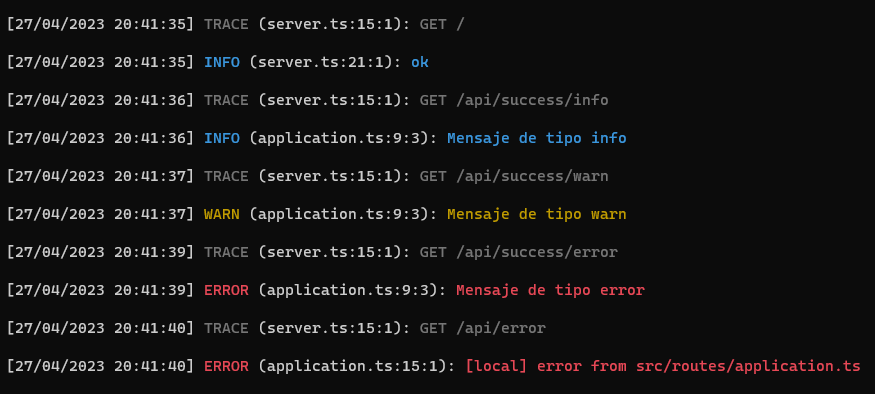 [27/04/2023 20:41:35] TRACE (server.ts:15:1): GET /
[27/04/2023 20:41:35] INFO (server.ts:21:1): ok
[27/04/2023 20:41:36] TRACE (server.ts:15:1): GET /api/success/info
[27/04/2023 20:41:36] INFO (application.ts:9:3): Mensaje de tipo info
[27/04/2023 20:41:37] TRACE (server.ts:15:1): GET /api/success/warn
[27/04/2023 20:41:37] WARN (application.ts:9:3): Mensaje de tipo warn
[27/04/2023 20:41:39] TRACE (server.ts:15:1): GET /api/success/error
[27/04/2023 20:41:39] ERROR (application.ts:9:3): Mensaje de tipo error
[27/04/2023 20:41:40] TRACE (server.ts:15:1): GET /api/error
[27/04/2023 20:41:40] ERROR (application.ts:15:1): [local] error from src/routes/application.ts